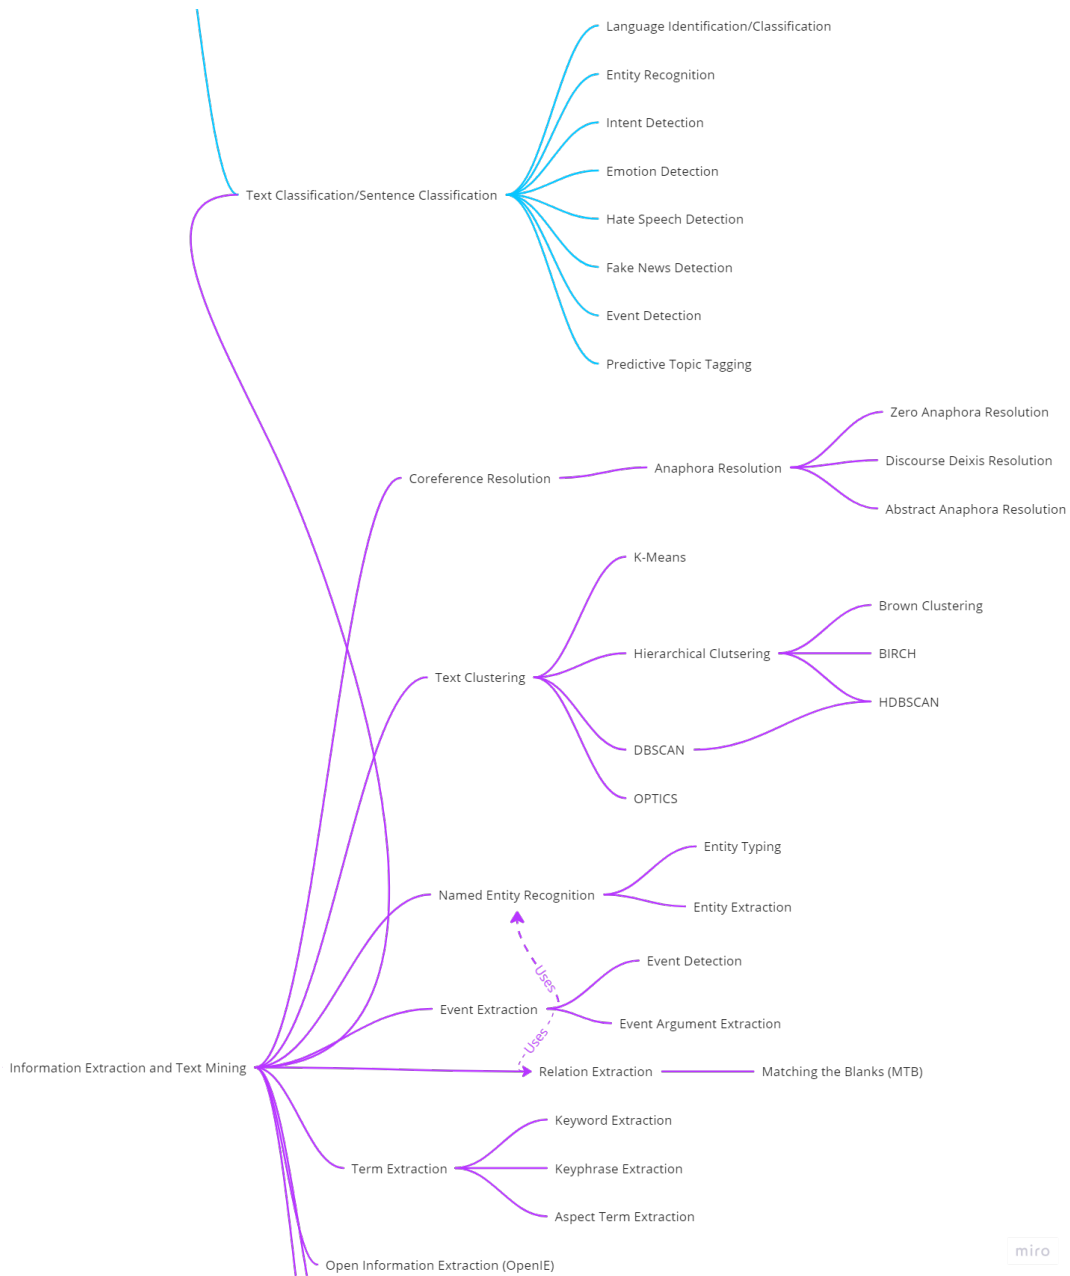 Language Identification/Classification
Entity Recognition
Intent Detection
Emotion Detection
Text Classification/Sentence Classification
Hate Speech Detection
Fake News Detection
Event Detection
Predictive Topic Tagging
Zero Anaphora Resolution
Coreference Resolution
Anaphora Resolution
Discourse Deixis Resolution
Abstract Anaphora Resolution
K-Means
Brown Clustering
Hierarchical Clutsering
BIRCH
Text Clustering
HDBSCAN
DBSCAN
OPTICS
Entity Typing
Named Entity Recognition
Entity Extraction
Uses
Event Detection
Event Extraction
Event Argument Extraction
Uses
Information Extraction and Text Mining
Relation Extraction
Matching the Blanks (MTB)
Keyword Extraction
Term Extraction
Keyphrase Extraction
Aspect Term Extraction
Open Information Extraction (OpenIE)
miro